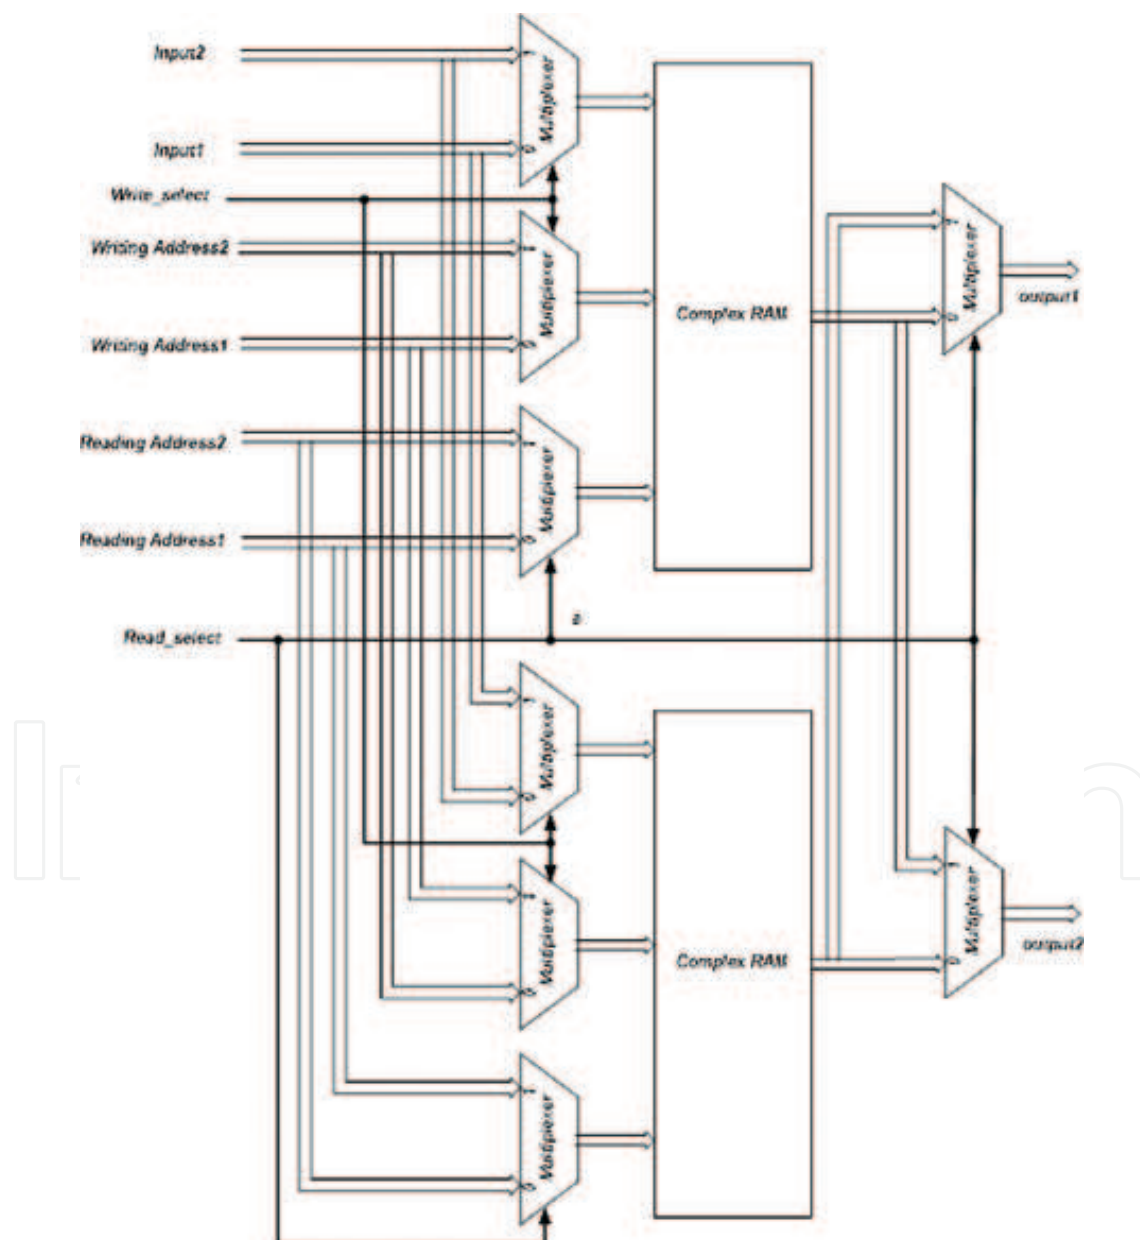 Input2
Multiplexer
Input1
Write_select
Writing Address2
Multiplexer
output1
Multiplexer
Complex RAM
Writing Address1
Reading Address2
Multiplexer
Reading Address1
Read_select
Multiplexer
Multiplexer
Multiplexer
output2
Complex RAM
Multiplexer